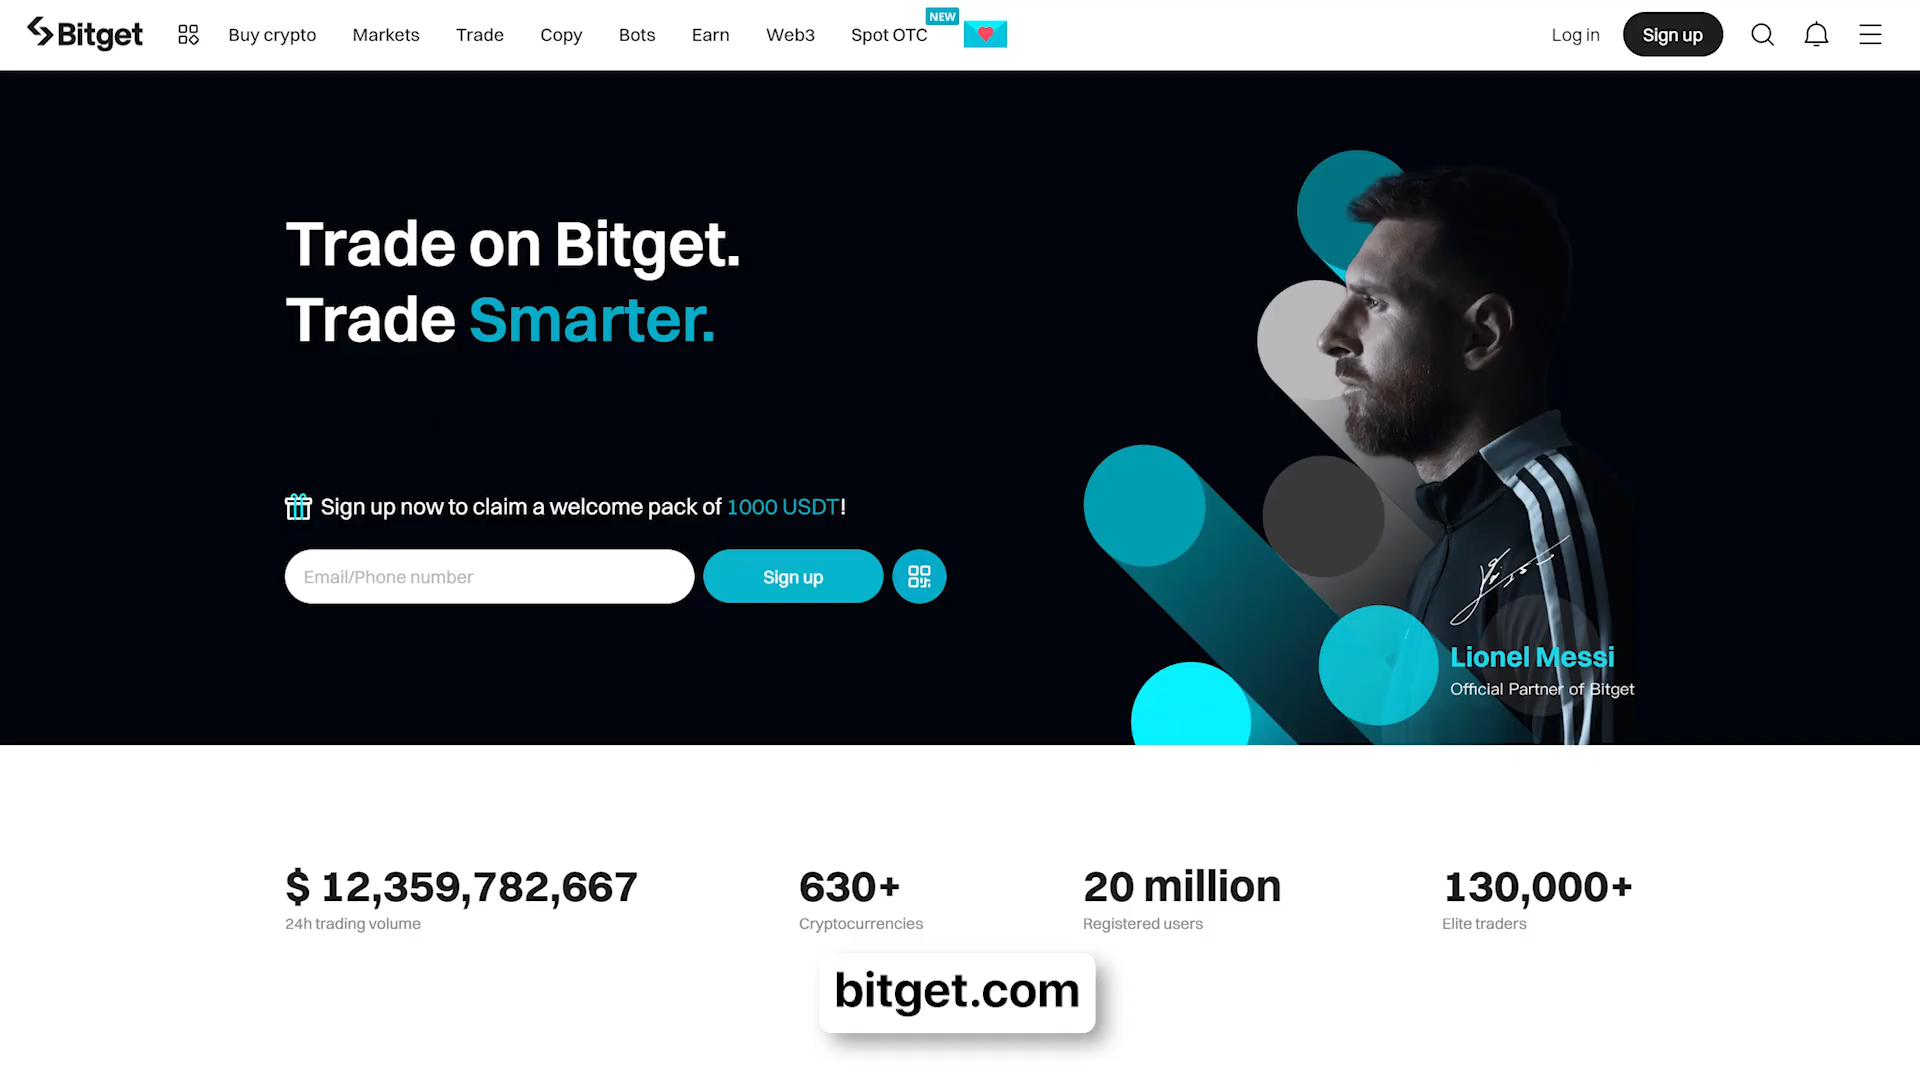 Bitget
Buy crypto
Markets
Trade
Copy
Bots
Earn
Web3
Spot OTC
NEW
Log in
Sign up
Trade on Bitget.
Trade Smarter.
Sign up now to claim a welcome pack of 1000 USDT!
Email/Phone number
Sign up
Lionel Messi
Official Partner of Bitget
$ 12,359,782,667
24h trading volume
630+
Cryptocurrencies
20 million
Registered users
130,000+
Elite traders
bitget.com